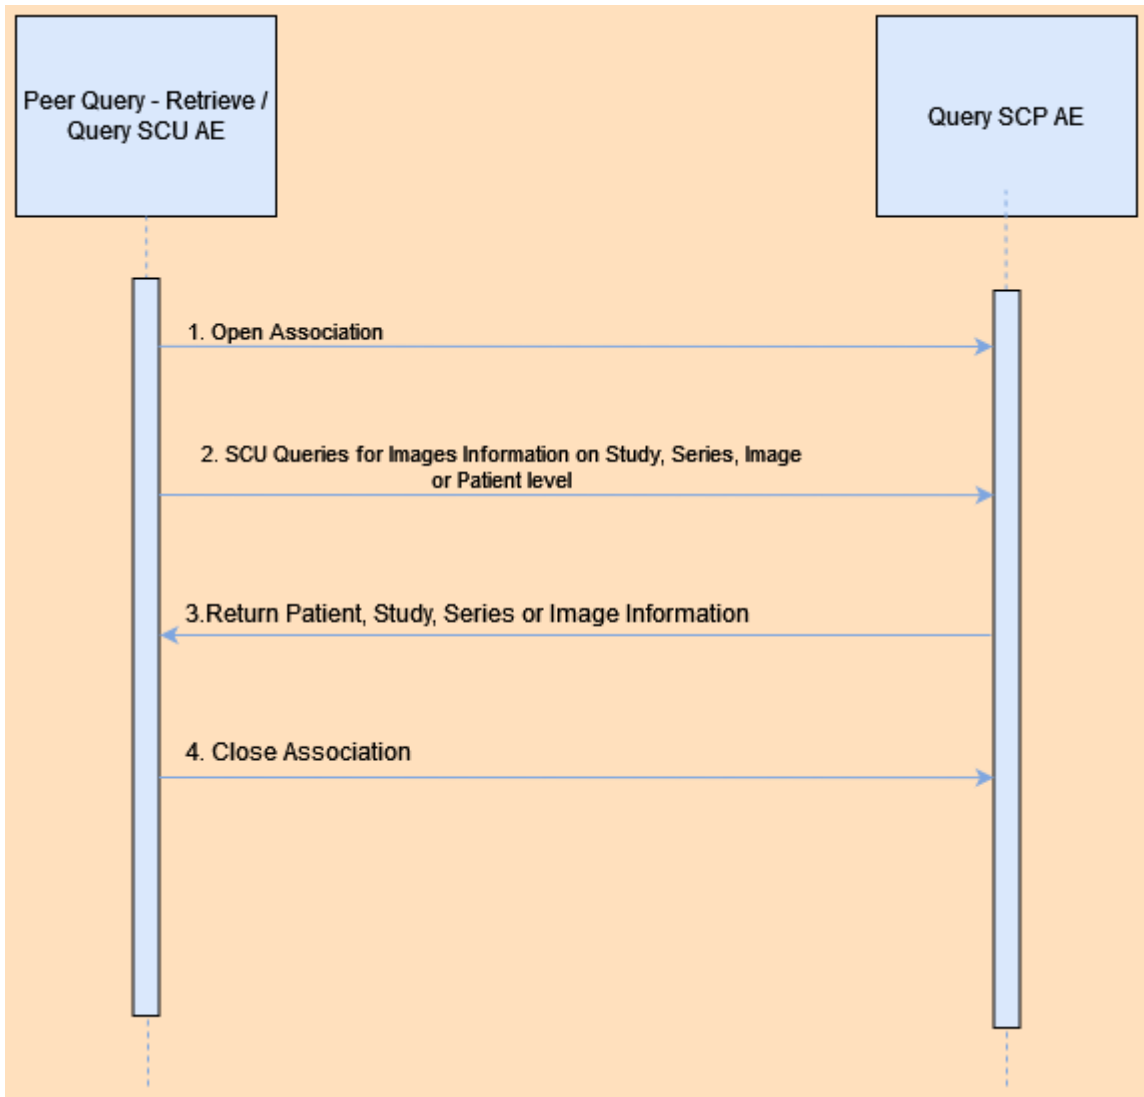 Peer Query - Retrieve /
Query SCU AE
Query SCP AE
1. Open Association
2. SCU Queries for Images Information on Study, Series, Image
or Patient level
3.Return Patient, Study, Series or Image Information
4. Close Association